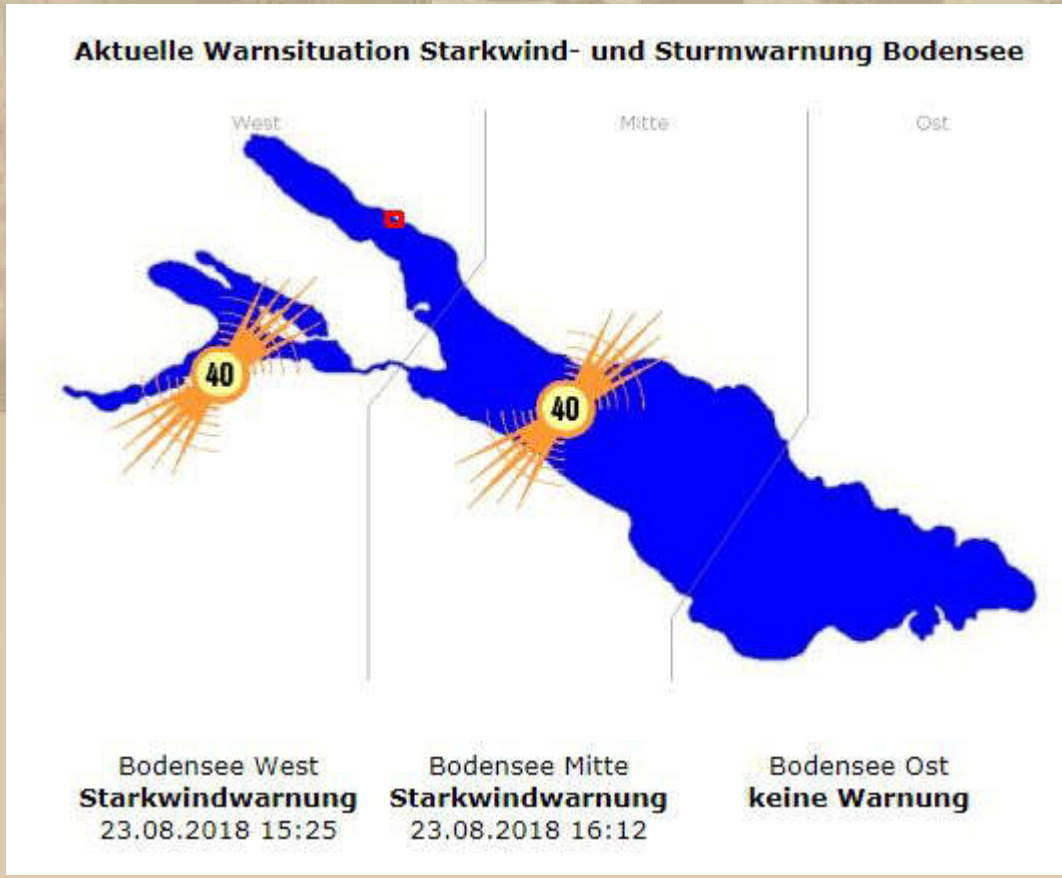 Aktuelle Warnsituation Starkwind- und Sturmwarnung Bodensee
West
Mitte
Ost
40
40
Bodensee West
Starkwindwarnung
23.08.2018 15:25
Bodensee Mitte
Starkwindwarnung
23.08.2018 16:12
Bodensee Ost
keine Warnung